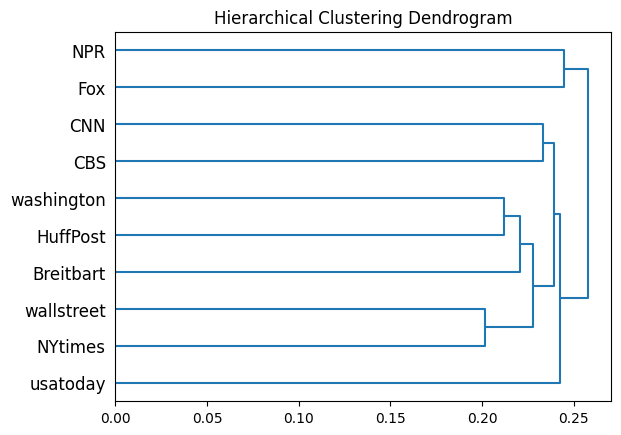 Hierarchical Clustering Dendrogram
NPR
Fox
CNN
CBS
washington
HuffPost
Breitbart
wallstreet
NYtimes
usatoday
0.00 0.05 0.10 0.15 0.20 0.25